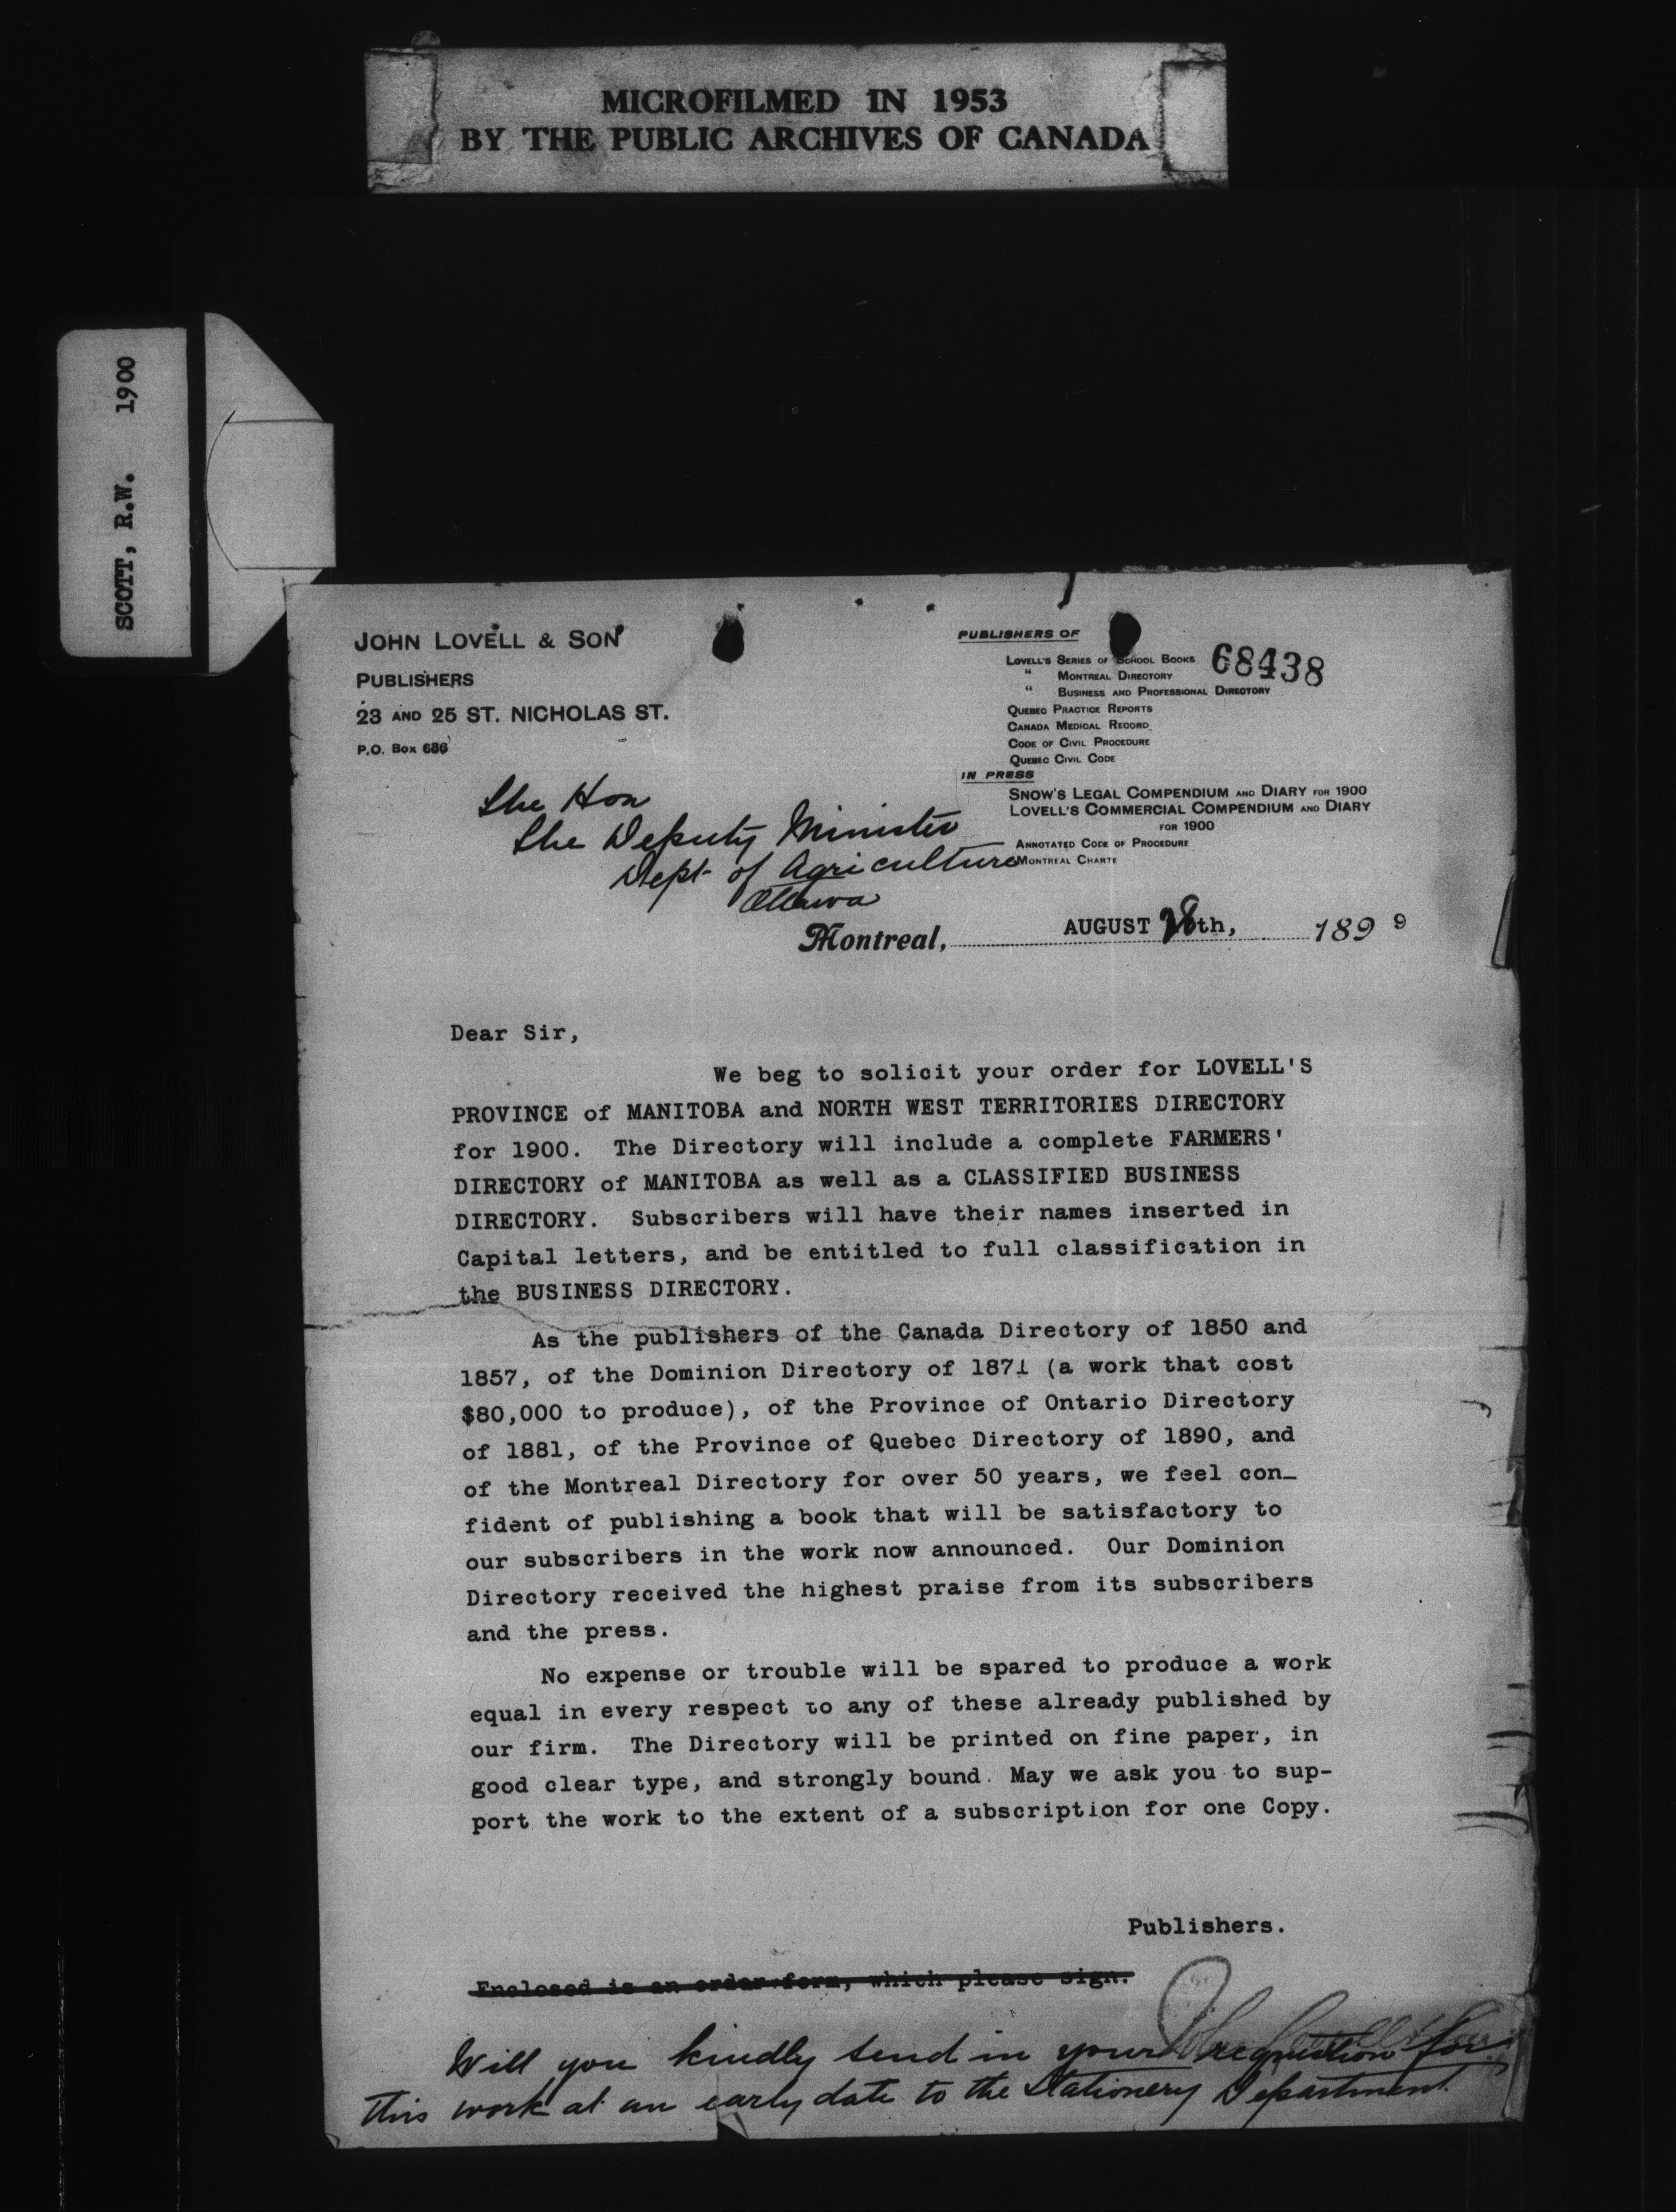 MICROFILMED IN 1953
BY THE PUBLIC ARCHIVES OF CANADA
SCOTT, R.W. 1900
JOHN LOVELL & SON
PUBLISHERS
23 AND 25 ST. NICHOLAS ST.
P.O. Box 686
PUBLISHERS OF
LOVELL'S SERIES OF SCHOOL BOOKS
68438
" MONTREAL DIRECTORY
" BUSINESS AND PROFESSIONAL DIRECTORY
QUEBEC PRACTICE REPORTS
CANADA MEDICAL RECORD
CODE OF CIVIL PROCEDURE
QUEBEC CIVIL CODE
IN PRESS
SNOW'S LEGAL COMPENDIUM AND DIARY FOR 1900
LOVELL'S COMMERCIAL COMPENDIUM AND DIARY
FOR 1900
ANNOTATED CODE OF PROCEDURE
MONTREAL CHARTE
The Hon
The Deputy Minister
Dept of Agriculture
Ottawa
Montreal, AUGUST 28th, 1899
Dear Sir,
We beg to solicit your order for LOVELL'S
PROVINCE of MANITOBA and NORTH WEST TERRITORIES DIRECTORY
for 1900. The Directory will include a complete FARMERS'
DIRECTORY of MANITOBA as well as a CLASSIFIED BUSINESS
DIRECTORY. Subscribers will have their names inserted in
Capital letters, and be entitled to full classification in
the BUSINESS DIRECTORY.
As the publishers of the Canada Directory of 1850 and
1857, of the Dominion Directory of 1871 (a work that cost
$80,000 to produce), of the Province of Ontario Directory
of 1881, of the Province of Quebec Directory of 1890, and
of the Montreal Directory for over 50 years, we feel con_
fident of publishing a book that will be satisfactory to
our subscribers in the work now announced. Our Dominion
Directory received the highest praise from its subscribers
and the press.
No expense or trouble will be spared to produce a work
equal in every respect to any of these already published by
our firm. The Directory will be printed on fine paper, in
good clear type, and strongly bound. May we ask you to sup-
port the work to the extent of a subscription for one Copy.
Publishers.
Enclosed is an order form, which please sign.
John Lovell & Son
Will you kindly send in your requisition for
this work at an early date to the Stationery Department.